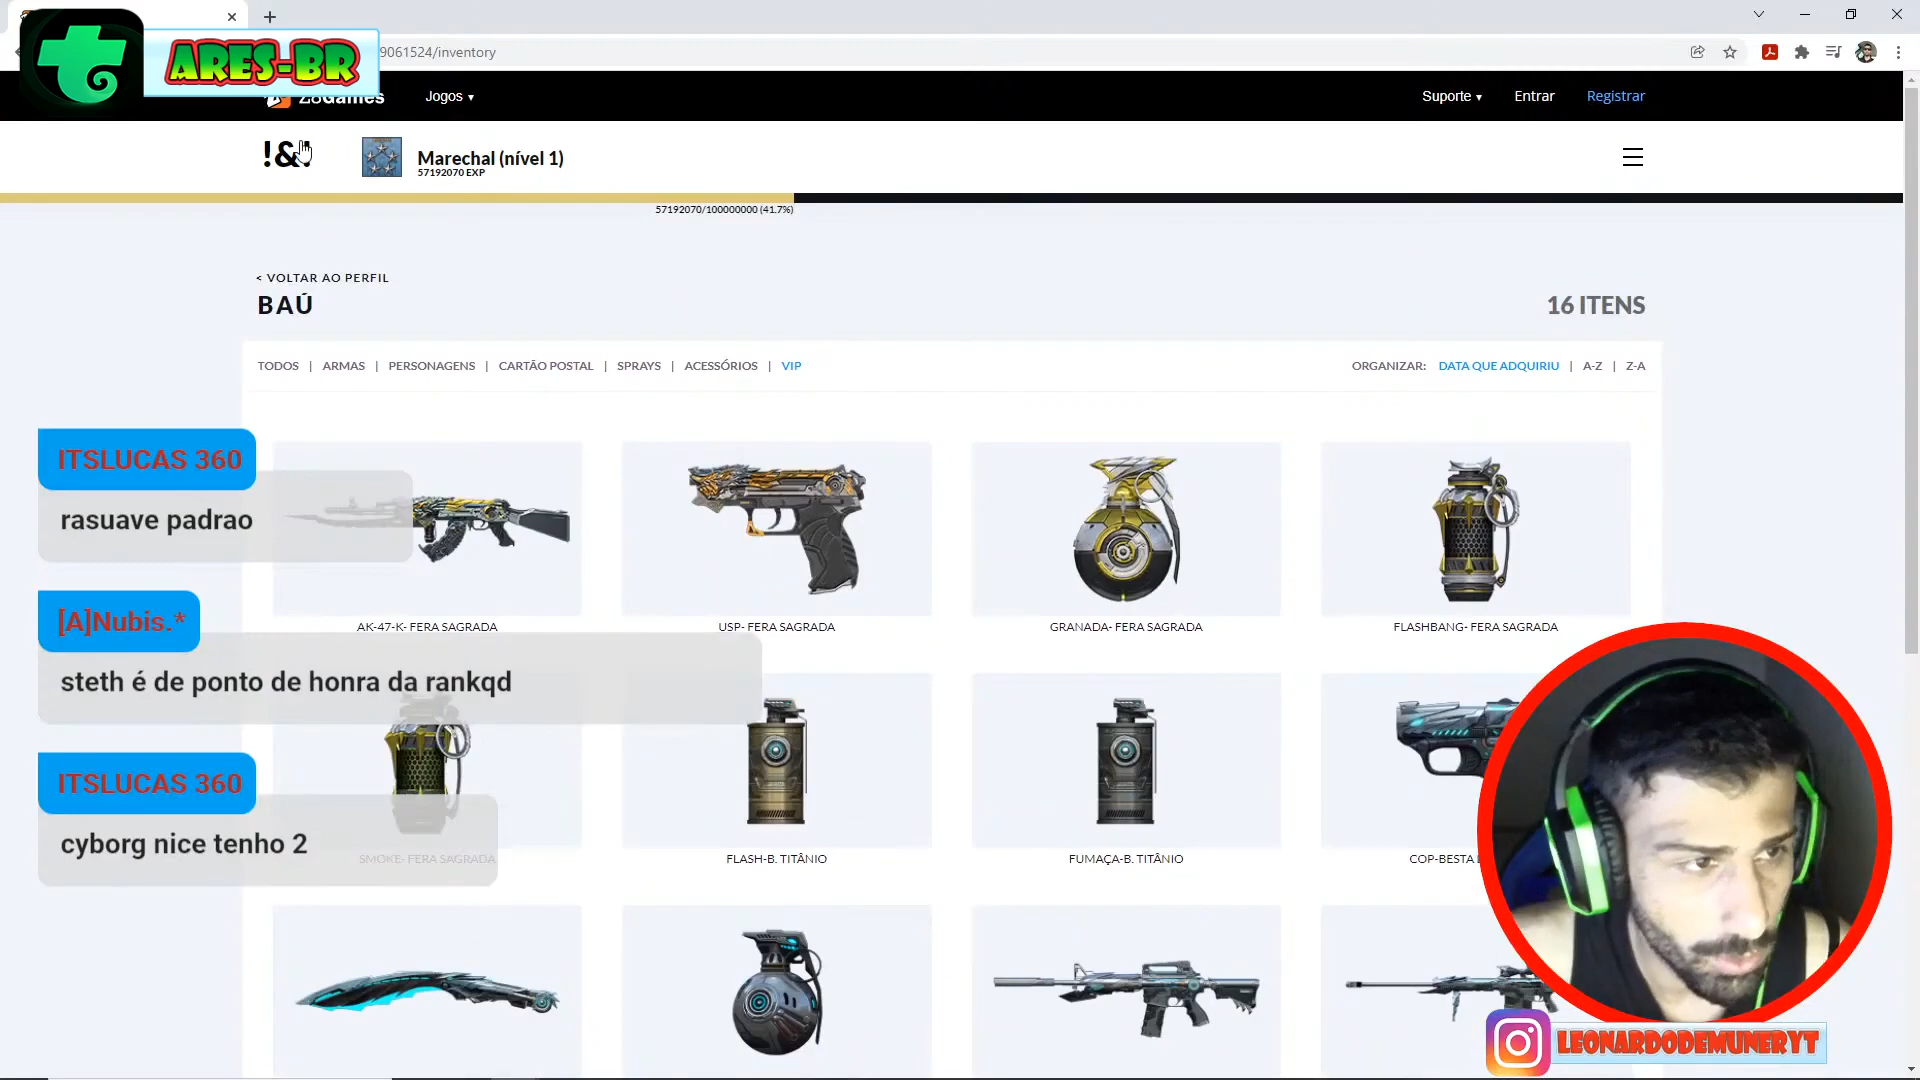 ARES-BR
9061524/inventory
Z8Games
Jogos ▾
Suporte ▾
Entrar
Registrar
!&
Marechal (nível 1)
57192070 EXP
57192070/100000000 (41.7%)
< VOLTAR AO PERFIL
BAÚ
16 ITENS
TODOS | ARMAS | PERSONAGENS | CARTÃO POSTAL | SPRAYS | ACESSÓRIOS | VIP
ORGANIZAR: DATA QUE ADQUIRIU | A-Z | Z-A
ITSLUCAS 360
rasuave padrao
AK-47-K- FERA SAGRADA
USP- FERA SAGRADA
GRANADA- FERA SAGRADA
FLASHBANG- FERA SAGRADA
[A]Nubis.*
steth é de ponto de honra da rankqd
ITSLUCAS 360
cyborg nice tenho 2
SMOKE- FERA SAGRADA
FLASH-B. TITÂNIO
FUMAÇA-B. TITÂNIO
COP-BESTA
LEONARDODEMUNERYT